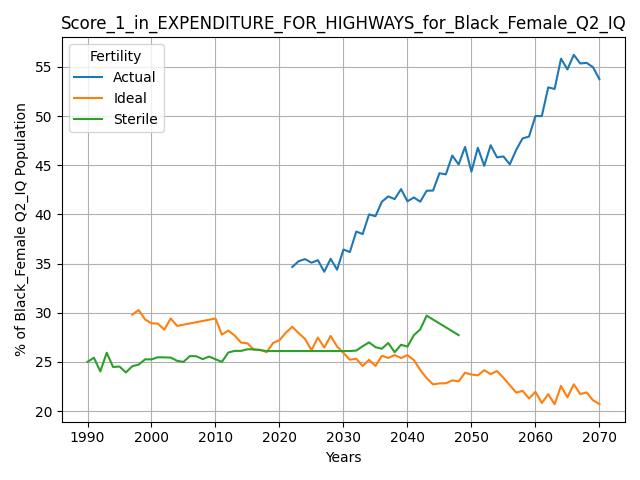 Score_1_in_EXPENDITURE_FOR_HIGHWAYS_for_Black_Female_Q2_IQ
Fertility
Actual
Ideal
Sterile
% of Black_Female Q2_IQ Population
55
50
45
40
35
30
25
20
1990 2000 2010 2020 2030 2040 2050 2060 2070
Years